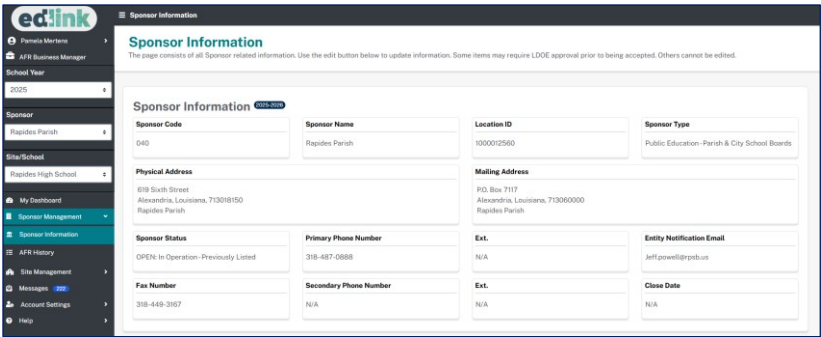 ed:link
Pamela Mertens
AFR Business Manager
School Year
2025
Sponsor
Rapides Parish
Site/School
Rapides High School
My Dashboard
Sponsor Management
Sponsor Information
AFR History
Site Management
Messages 222
Account Settings
Help
Sponsor Information
Sponsor Information
The page consists of all Sponsor related information. Use the edit button below to update information. Some items may require LDOE approval prior to being accepted. Others cannot be edited.
Sponsor Information 2025-2026
Sponsor Code
040
Sponsor Name
Rapides Parish
Location ID
1000012560
Sponsor Type
Public Education- Parish & City School Boards
Physical Address
619 Sixth Street
Alexandria, Louisiana, 713018150
Rapides Parish
Mailing Address
P.O. Box 7117
Alexandria, Louisiana, 713060000
Rapides Parish
Sponsor Status
OPEN: In Operation- Previously Listed
Primary Phone Number
318-487-0888
Ext.
N/A
Entity Notification Email
Jeff.powell@rpsb.us
Fax Number
318-449-3167
Secondary Phone Number
N/A
Ext.
N/A
Close Date
N/A